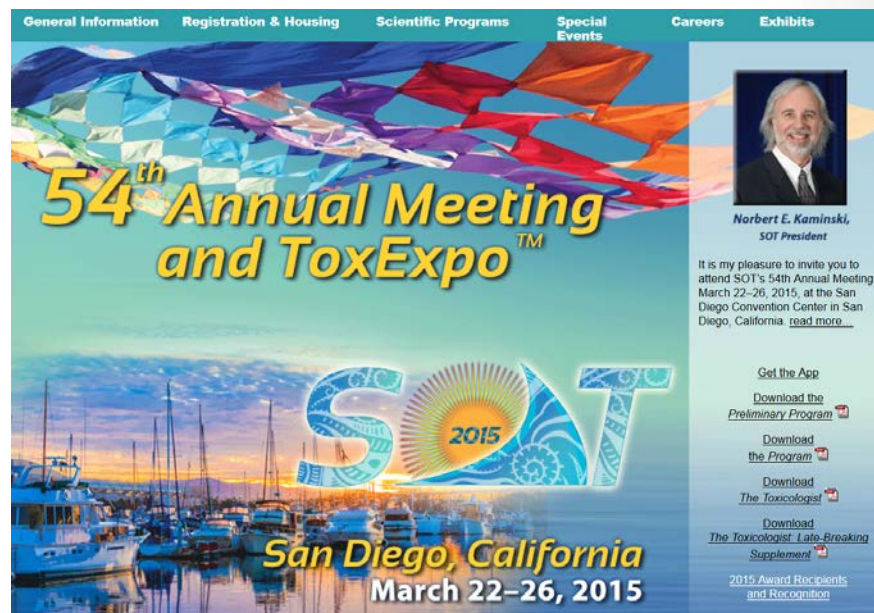 General Information Registration & Housing Scientific Programs Special Events Careers Exhibits
54th Annual Meeting
and ToxExpo™
SOT
2015
San Diego, California
March 22–26, 2015
Norbert E. Kaminski,
SOT President
It is my pleasure to invite you to
attend SOT's 54th Annual Meeting
March 22–26, 2015, at the San
Diego Convention Center in San
Diego, California. read more...
Get the App
Download the
Preliminary Program
Download
the Program
Download
The Toxicologist
Download
The Toxicologist: Late-Breaking
Supplement
2015 Award Recipients
and Recognition